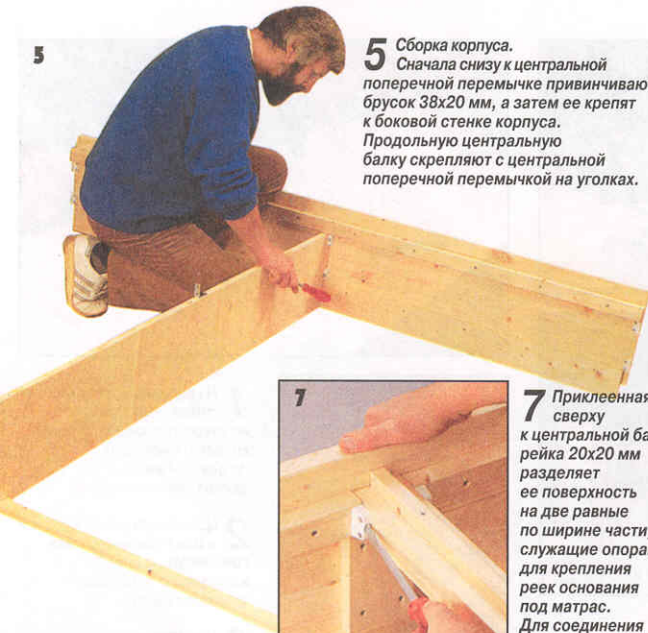 5
5 Сборка корпуса.
Сначала снизу к центральной
поперечной перемычке привинчиваю
брусок 38х20 мм, а затем ее крепят
к боковой стенке корпуса.
Продольную центральную
балку скрепляют с центральной
поперечной перемычкой на уголках.
7
7 Приклеенная
сверху
к центральной ба
рейка 20х20 мм
разделяет
ее поверхность
на две равные
по ширине части,
служащие опора
для крепления
реек основания
под матрас.
Для соединения